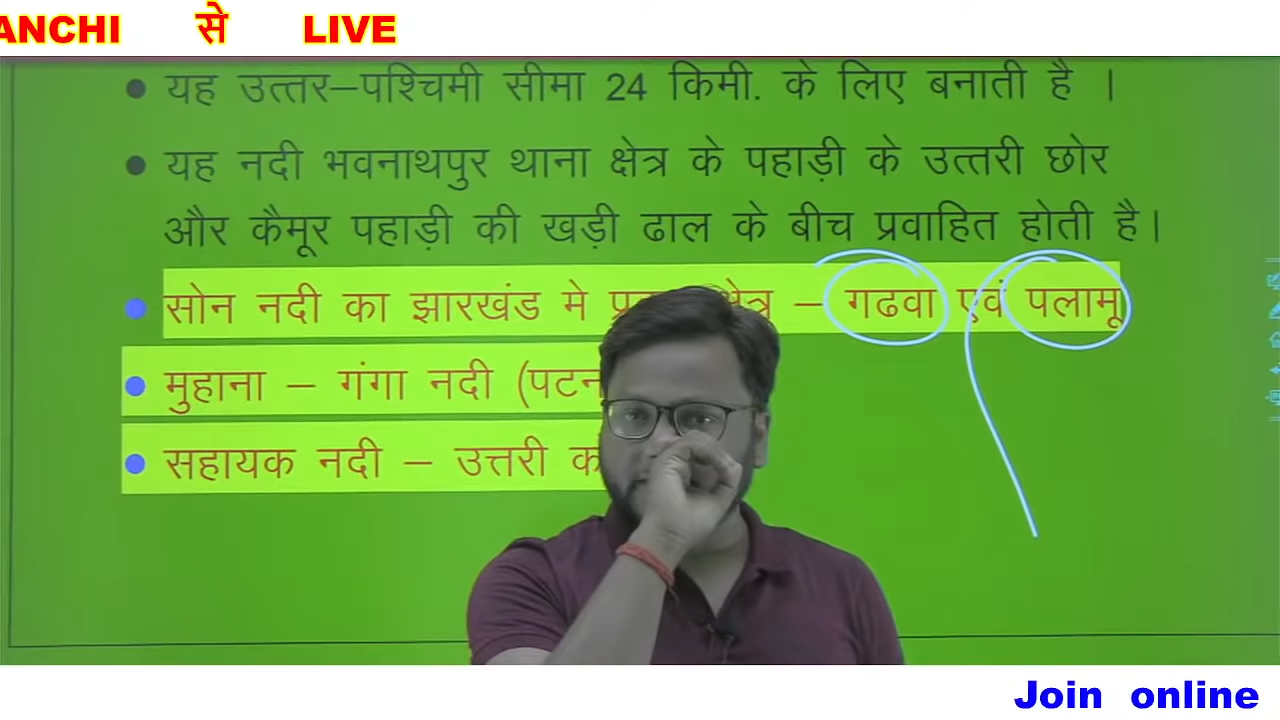 ANCHI से LIVE
यह उत्तर–पश्चिमी सीमा 24 किमी. के लिए बनाती है ।
यह नदी भवनाथपुर थाना क्षेत्र के पहाड़ी के उत्तरी छोर
और कैमूर पहाड़ी की खड़ी ढाल के बीच प्रवाहित होती है।
सोन नदी का झारखंड मे – गढवा एवं पलामू
मुहाना – गंगा नदी
सहायक नदी – उत्तरी
Join online